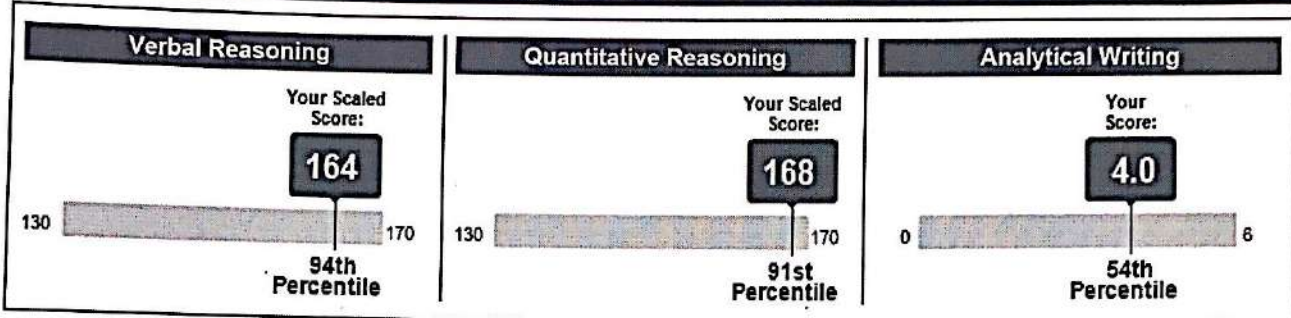 Verbal Reasoning
Your Scaled
Score:
164
130
170
94th
Percentile
Quantitative Reasoning
Your Scaled
Score:
168
130
170
91st
Percentile
Analytical Writing
Your
Score:
4.0
0
6
54th
Percentile